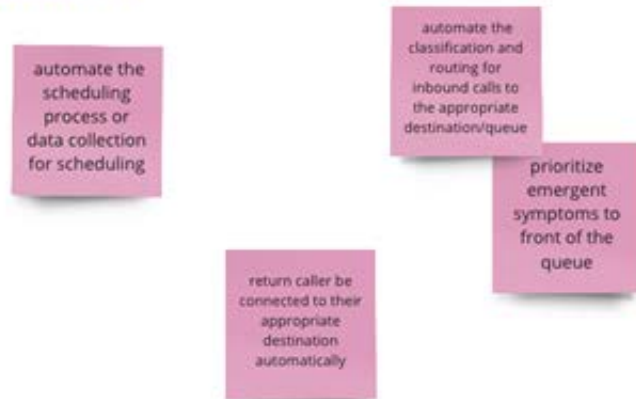 automate the
scheduling
process or
data collection
for scheduling
automate the
classification and
routing for
inbound calls to
the appropriate
destination/queue
prioritize
emergent
symptoms to
front of the
queue
return caller be
connected to their
appropriate
destination
automatically